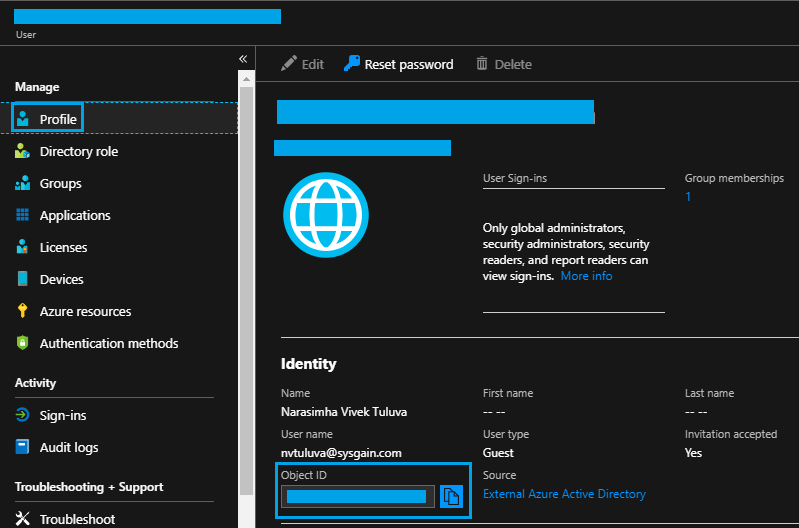 User
«
Edit
Reset password
Delete
Manage
Profile
Directory role
Groups
Applications
Licenses
Devices
Azure resources
Authentication methods
Activity
Sign-ins
Audit logs
Troubleshooting + Support
Troubleshoot
User Sign-ins
Only global administrators,
security administrators, security
readers, and report readers can
view sign-ins. More info
Group memberships
1
Identity
Name
Narasimha Vivek Tuluva
First name
-- --
Last name
-- --
User name
nvtuluva@sysgain.com
User type
Guest
Invitation accepted
Yes
Object ID
Source
External Azure Active Directory